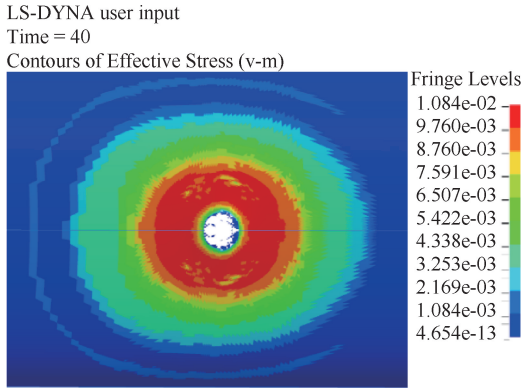 LS-DYNA user input
Time = 40
Contours of Effective Stress (v-m)
Fringe Levels
1.084e-02
9.760e-03
8.760e-03
7.591e-03
6.507e-03
5.422e-03
4.338e-03
3.253e-03
2.169e-03
1.084e-03
4.654e-13